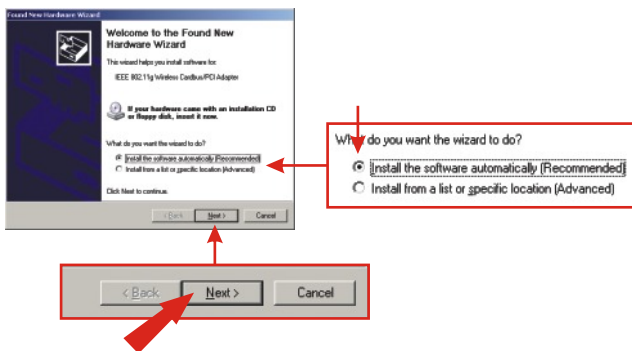 Found New Hardware Wizard
Welcome to the Found New
Hardware Wizard
This wizard helps you install software for:
IEEE 802.11g Wireless Cardbus/PCI Adapter
If your hardware came with an installation CD
or floppy disk, insert it now.
What do you want the wizard to do?
Install the software automatically (Recommended)
Install from a list or specific location (Advanced)
Click Next to continue.
< Back
Next >
Cancel
What do you want the wizard to do?
Install the software automatically (Recommended)
Install from a list or specific location (Advanced)
< Back
Next >
Cancel